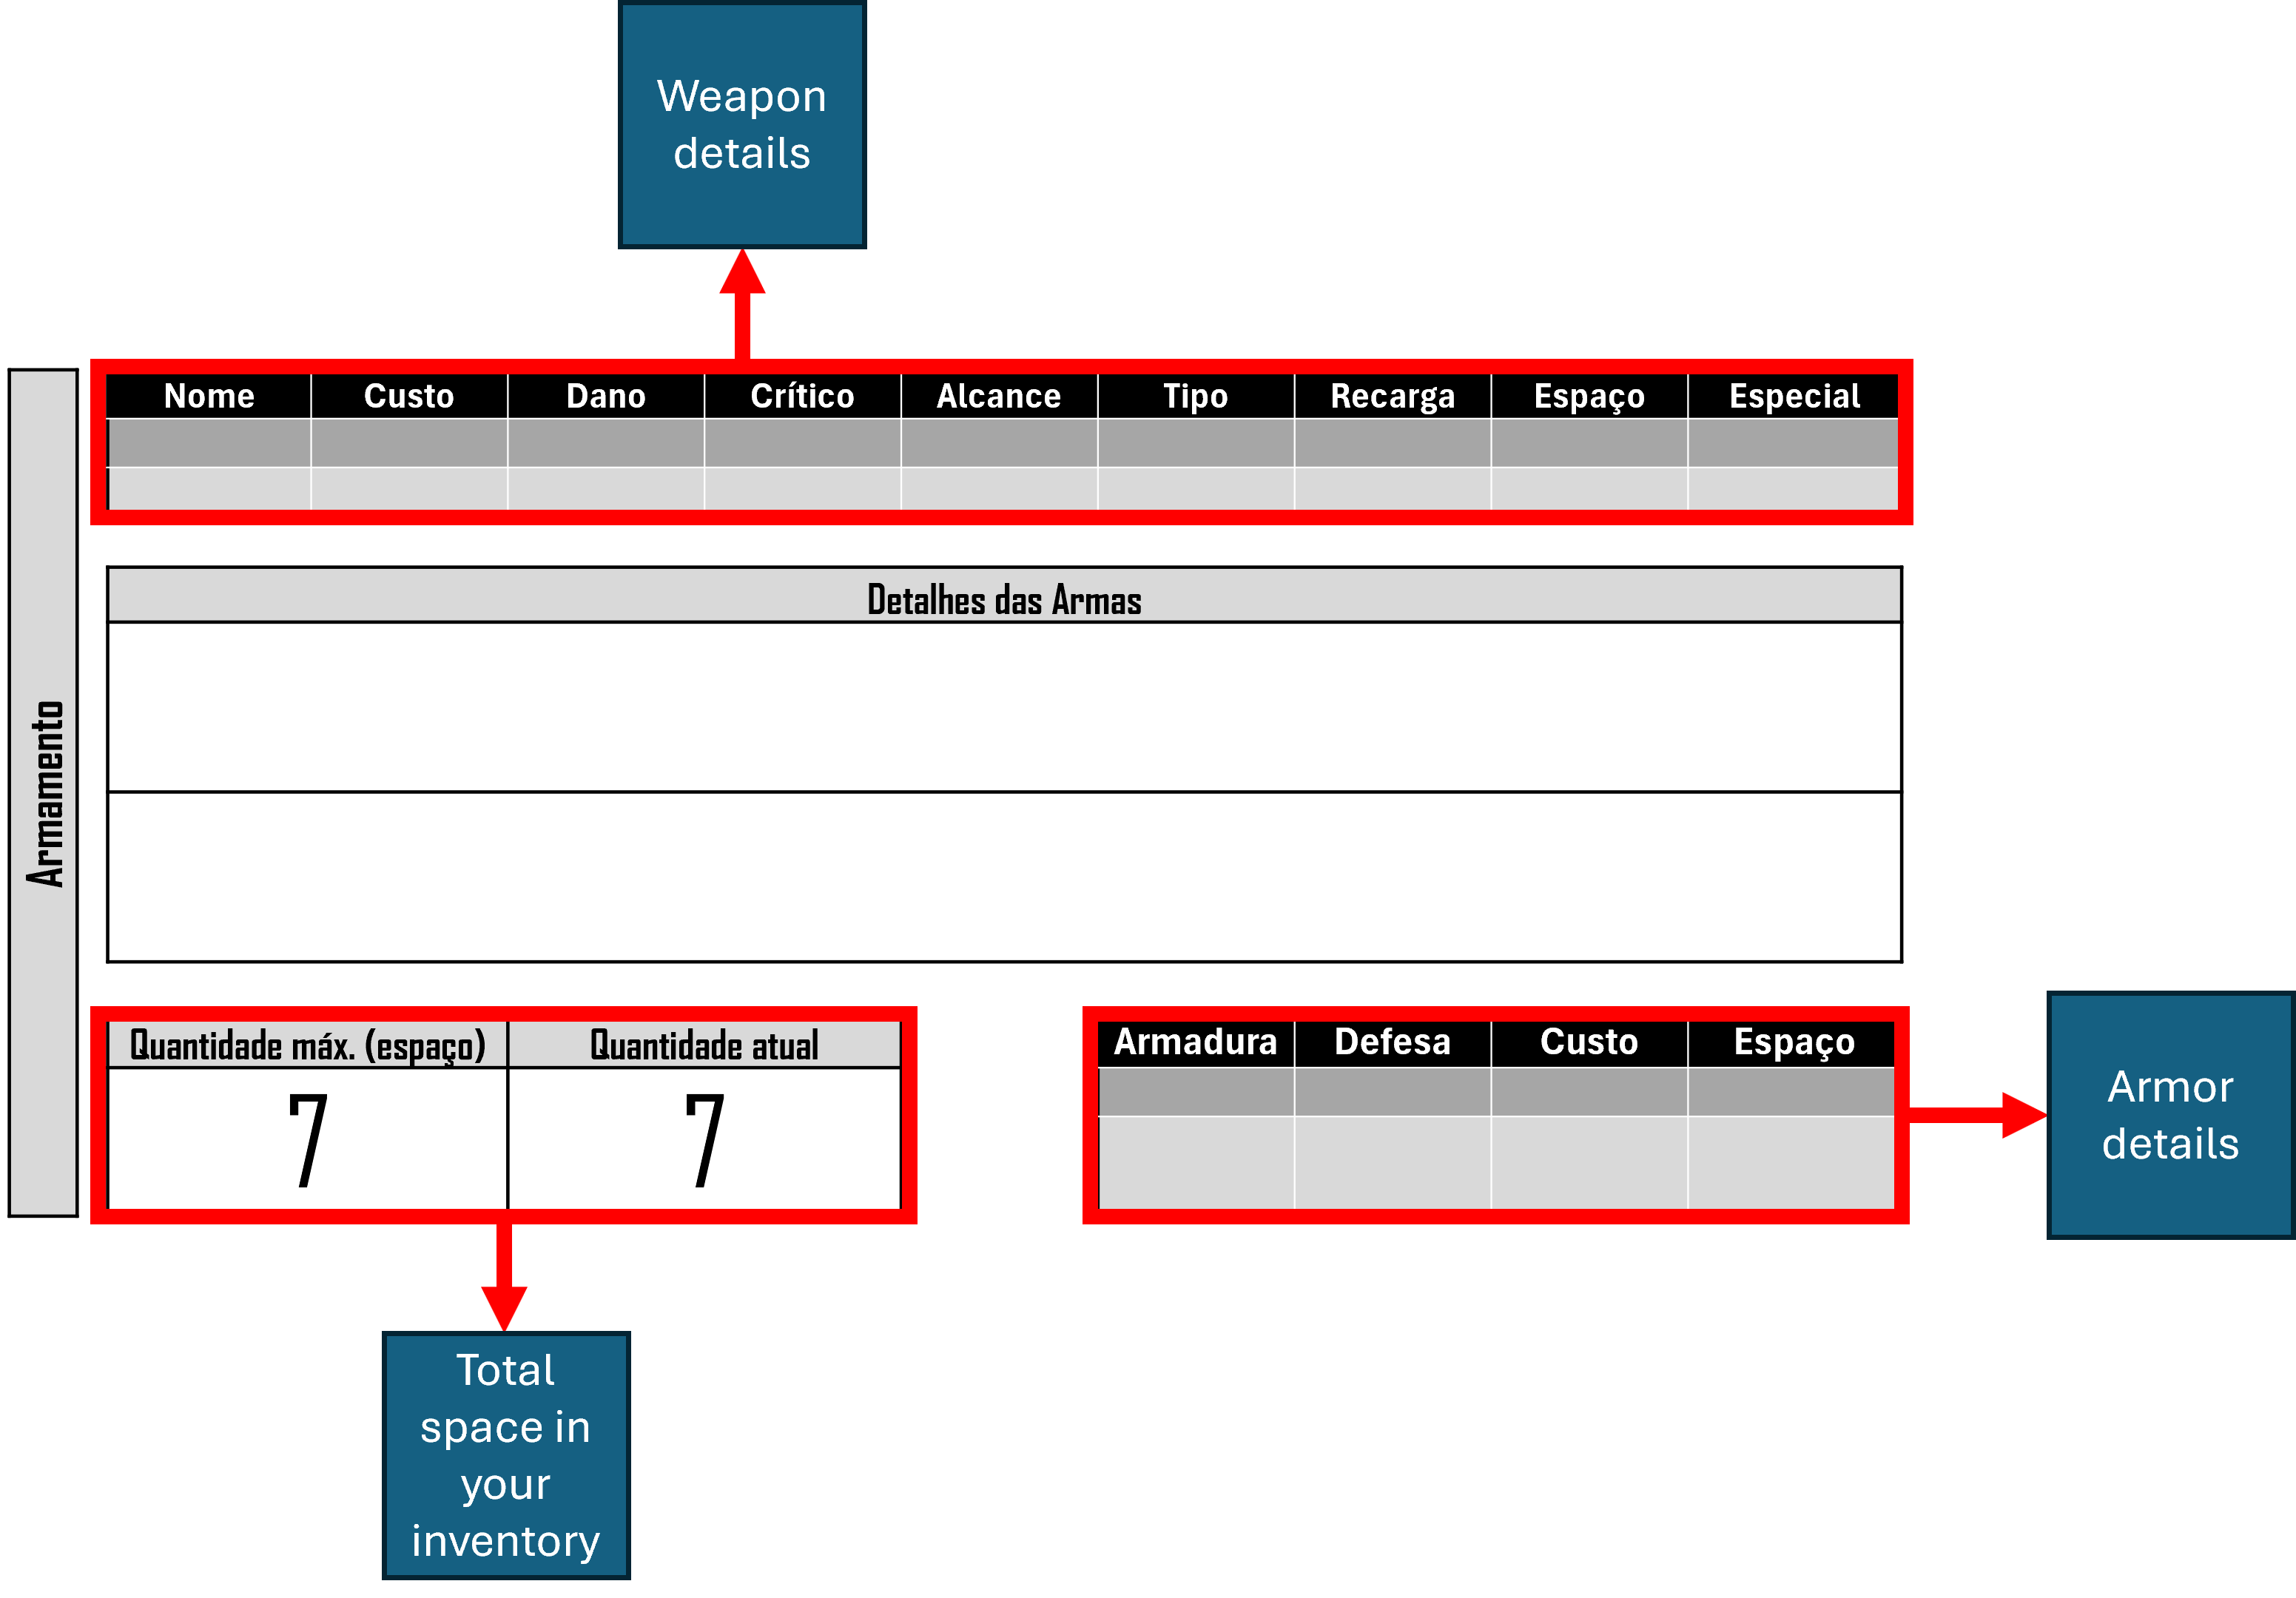 Weapon
details
Nome Custo Dano Crítico Alcance Tipo Recarga Espaço Especial
Armamento
Detalhes das Armas
Quantidade máx. (espaço) Quantidade atual
7 7
Armadura Defesa Custo Espaço
Armor
details
Total
space in
your
inventory